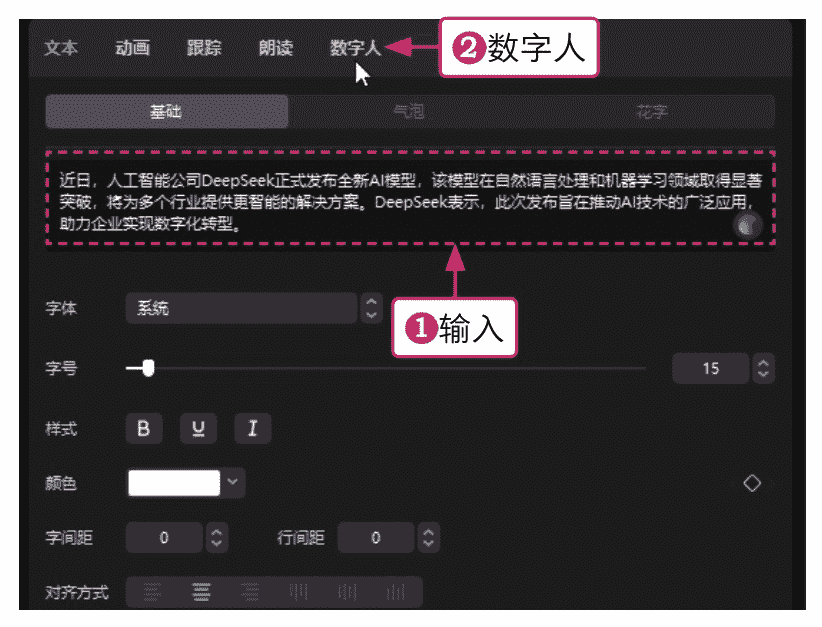 文本 动画 跟踪 朗读 数字人 ❷数字人
基础 气泡 花字
近日，人工智能公司DeepSeek正式发布全新AI模型，该模型在自然语言处理和机器学习领域取得显著
突破，将为多个行业提供更智能的解决方案。DeepSeek表示，此次发布旨在推动AI技术的广泛应用，
助力企业实现数字化转型。
字体 系统
❶输入
字号 15
样式 B U I
颜色
字间距 0 行间距 0
对齐方式